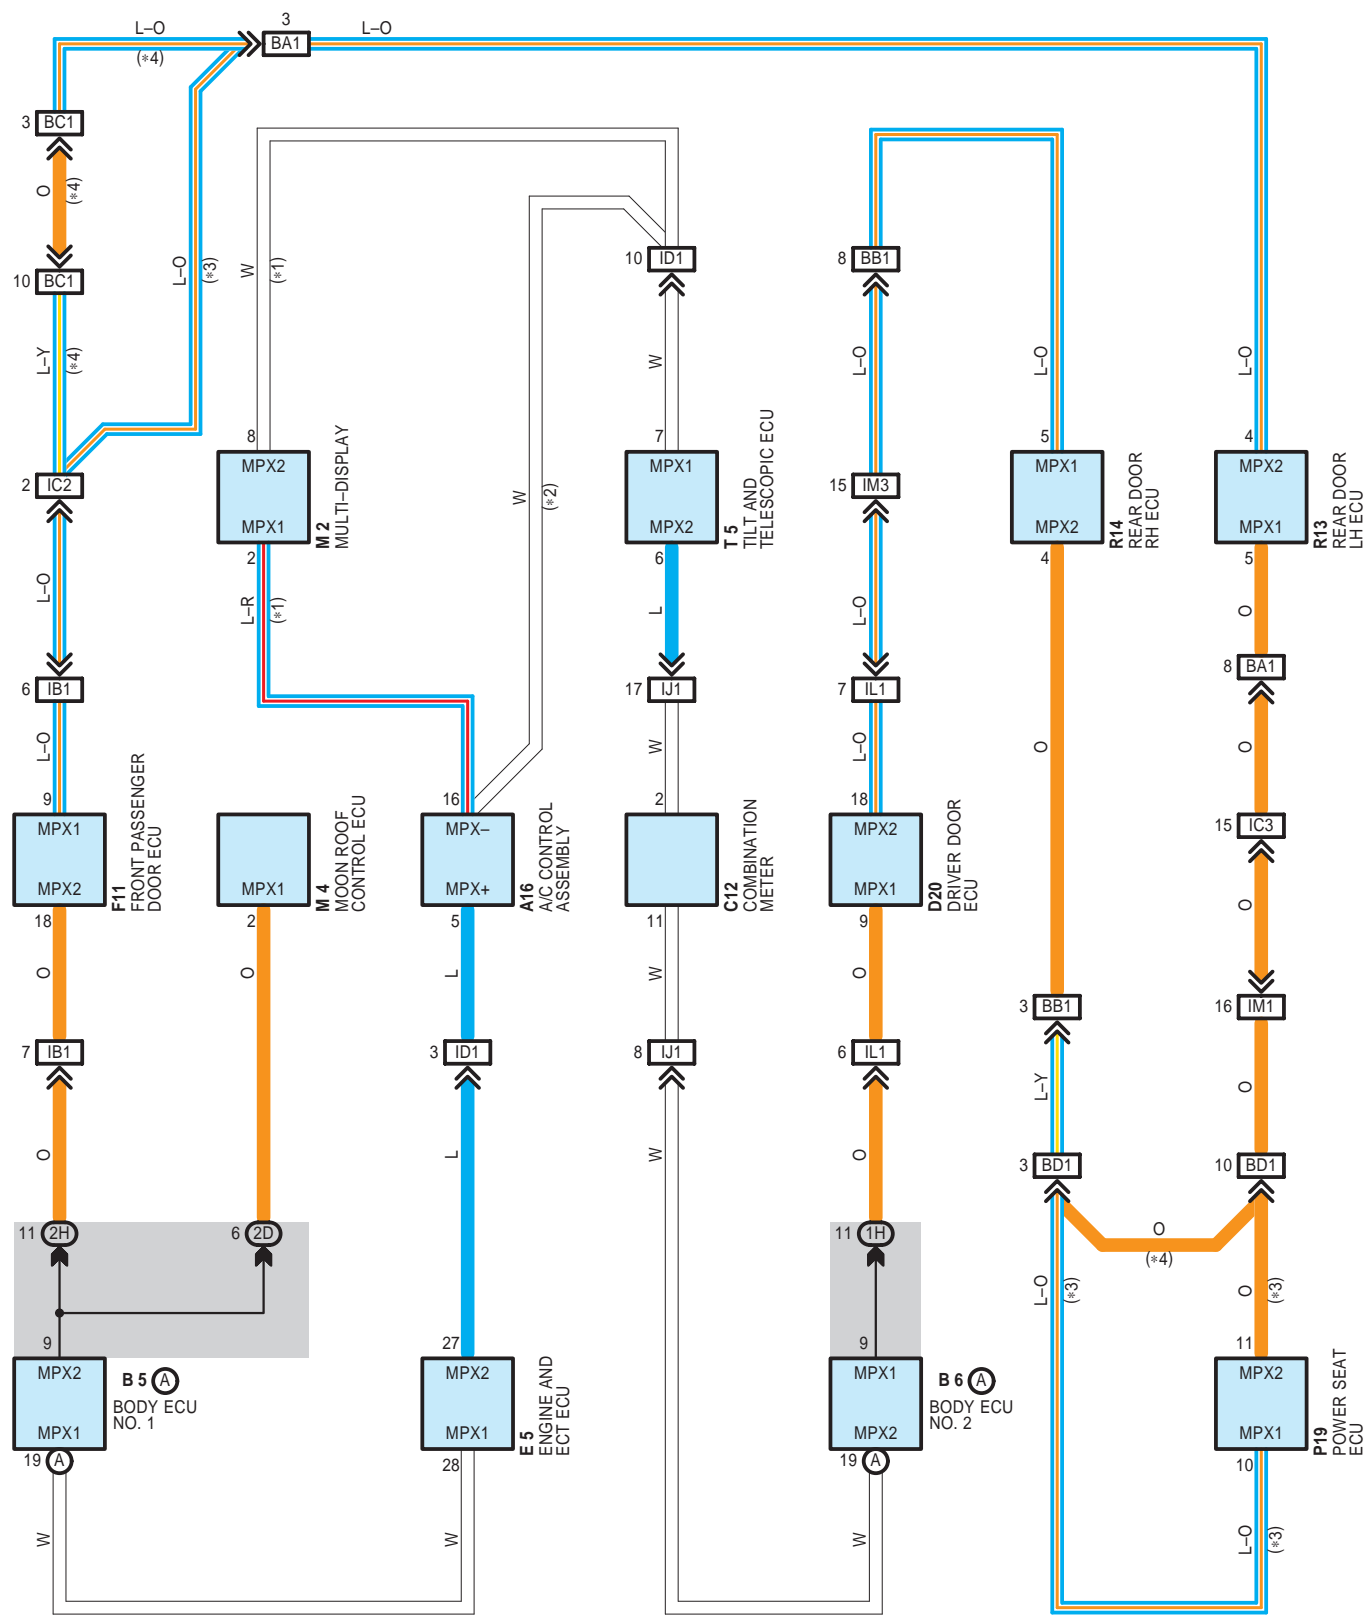 3
L–O
(*4)
BA1
L–O
3 BC1
O
(*4)
10 BC1
L–O
(*3)
W
(*1)
10 ID1
8 BB1
L–Y
(*4)
W
L–O
L–O
L–O
2 IC2
8
MPX2
MPX1
2
M 2
MULTI–DISPLAY
W
(*2)
7
MPX1
MPX2
6
T 5
TILT AND
TELESCOPIC ECU
15 IM3
5
MPX1
MPX2
4
R14
REAR DOOR
RH ECU
4
MPX2
MPX1
5
R13
REAR DOOR
LH ECU
L–O
L–R
(*1)
L
L–O
O
6 IB1
17 IJ1
7 IL1
8 BA1
L–O
W
L–O
O
O
9
MPX1
MPX2
18
F11
FRONT PASSENGER
DOOR ECU
MPX1
2
M 4
MOON ROOF
CONTROL ECU
16
MPX–
MPX+
5
A16
A/C CONTROL
ASSEMBLY
2
11
C12
COMBINATION
METER
18
MPX2
MPX1
9
D20
DRIVER DOOR
ECU
15 IC3
O
O
O
L
W
O
3 BB1
16 IM1
7 IB1
3 ID1
8 IJ1
6 IL1
L–Y
O
O
L
W
O
3 BD1
10 BD1
11 2H
6 2D
11 1H
O
(*4)
L–O
(*3)
O
(*3)
9
MPX2
MPX1
19 A
B 5 A
BODY ECU
NO. 1
27
MPX2
MPX1
28
E 5
ENGINE AND
ECT ECU
9
MPX1
MPX2
19 A
B 6 A
BODY ECU
NO. 2
11
MPX2
MPX1
10
P19
POWER SEAT
ECU
W
W
W
L–O
(*3)